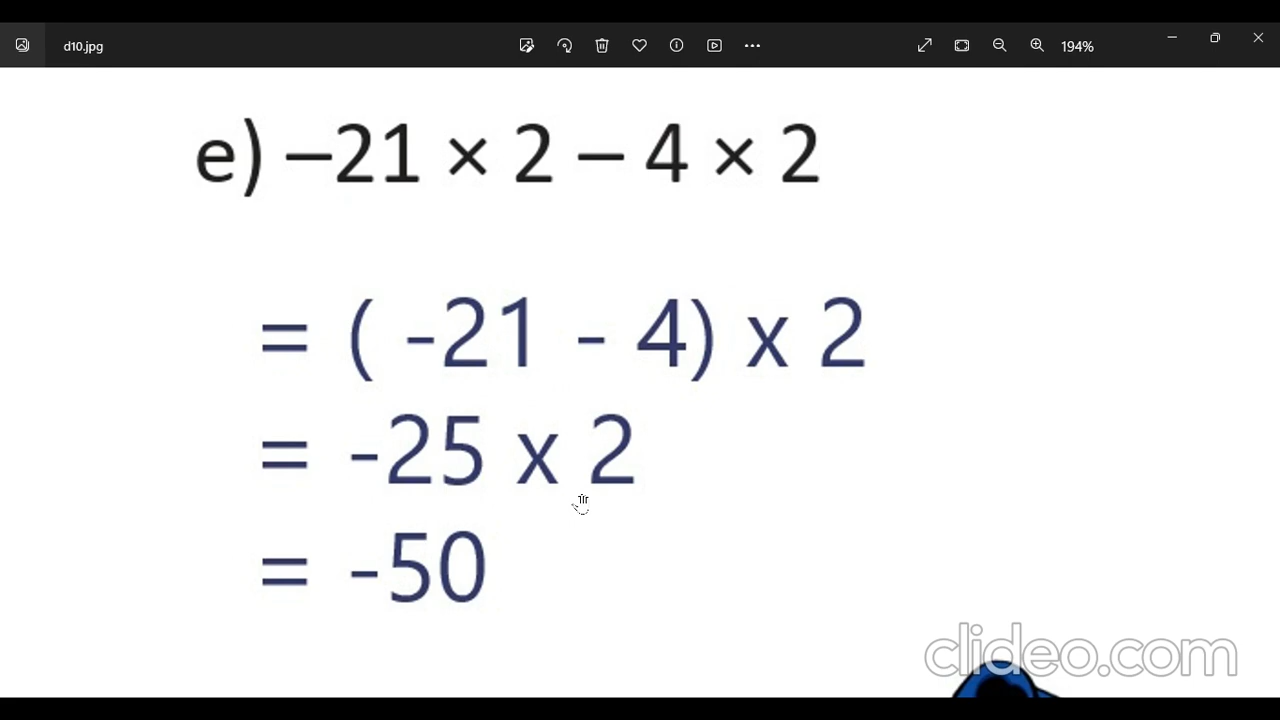 d10.jpg
194%
e) –21 × 2 – 4 × 2
= ( -21 - 4) x 2
= -25 x 2
= -50
clideo.com